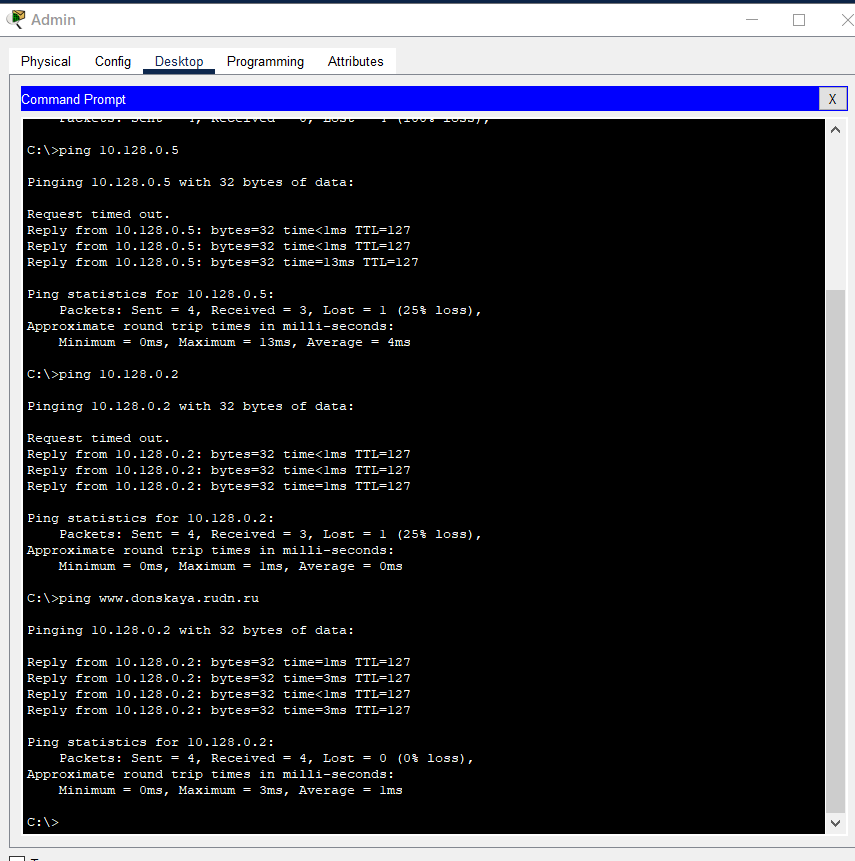 Admin
Physical Config Desktop Programming Attributes
Command Prompt X
Packets: Sent = 4, Received = 0, Lost = 4 (100% loss),
C:\>ping 10.128.0.5
Pinging 10.128.0.5 with 32 bytes of data:
Request timed out.
Reply from 10.128.0.5: bytes=32 time<1ms TTL=127
Reply from 10.128.0.5: bytes=32 time<1ms TTL=127
Reply from 10.128.0.5: bytes=32 time=13ms TTL=127
Ping statistics for 10.128.0.5:
Packets: Sent = 4, Received = 3, Lost = 1 (25% loss),
Approximate round trip times in milli-seconds:
Minimum = 0ms, Maximum = 13ms, Average = 4ms
C:\>ping 10.128.0.2
Pinging 10.128.0.2 with 32 bytes of data:
Request timed out.
Reply from 10.128.0.2: bytes=32 time<1ms TTL=127
Reply from 10.128.0.2: bytes=32 time<1ms TTL=127
Reply from 10.128.0.2: bytes=32 time=1ms TTL=127
Ping statistics for 10.128.0.2:
Packets: Sent = 4, Received = 3, Lost = 1 (25% loss),
Approximate round trip times in milli-seconds:
Minimum = 0ms, Maximum = 1ms, Average = 0ms
C:\>ping www.donskaya.rudn.ru
Pinging 10.128.0.2 with 32 bytes of data:
Reply from 10.128.0.2: bytes=32 time=1ms TTL=127
Reply from 10.128.0.2: bytes=32 time=3ms TTL=127
Reply from 10.128.0.2: bytes=32 time<1ms TTL=127
Reply from 10.128.0.2: bytes=32 time=3ms TTL=127
Ping statistics for 10.128.0.2:
Packets: Sent = 4, Received = 4, Lost = 0 (0% loss),
Approximate round trip times in milli-seconds:
Minimum = 0ms, Maximum = 3ms, Average = 1ms
C:\>